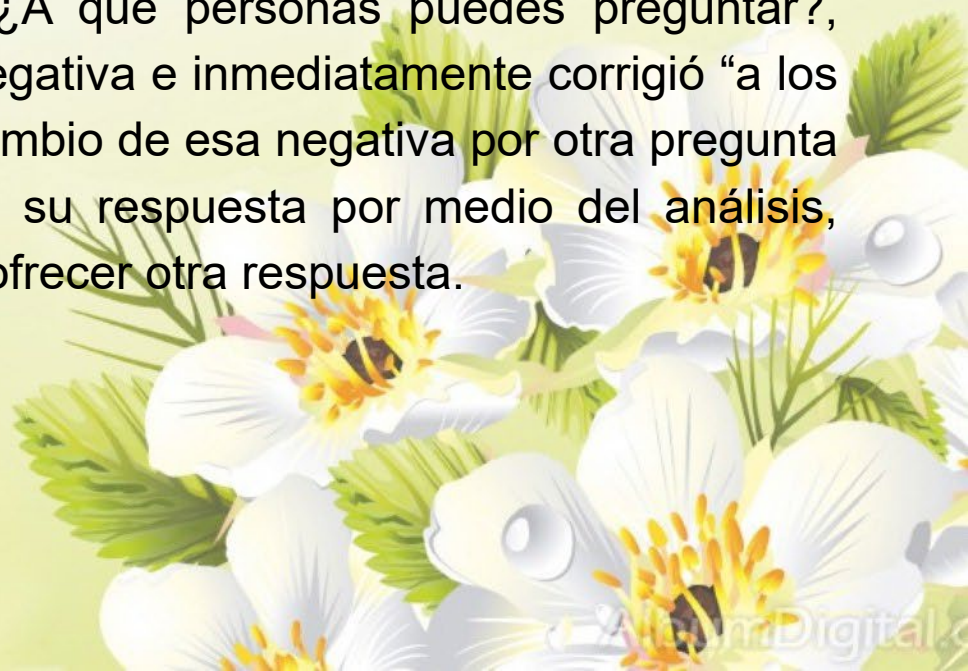 ¿A que personas puedes preguntar?,
egativa e inmediatamente corrigió “a los
mbio de esa negativa por otra pregunta
su respuesta por medio del análisis,
ofrecer otra respuesta.
AlbumDigital.c